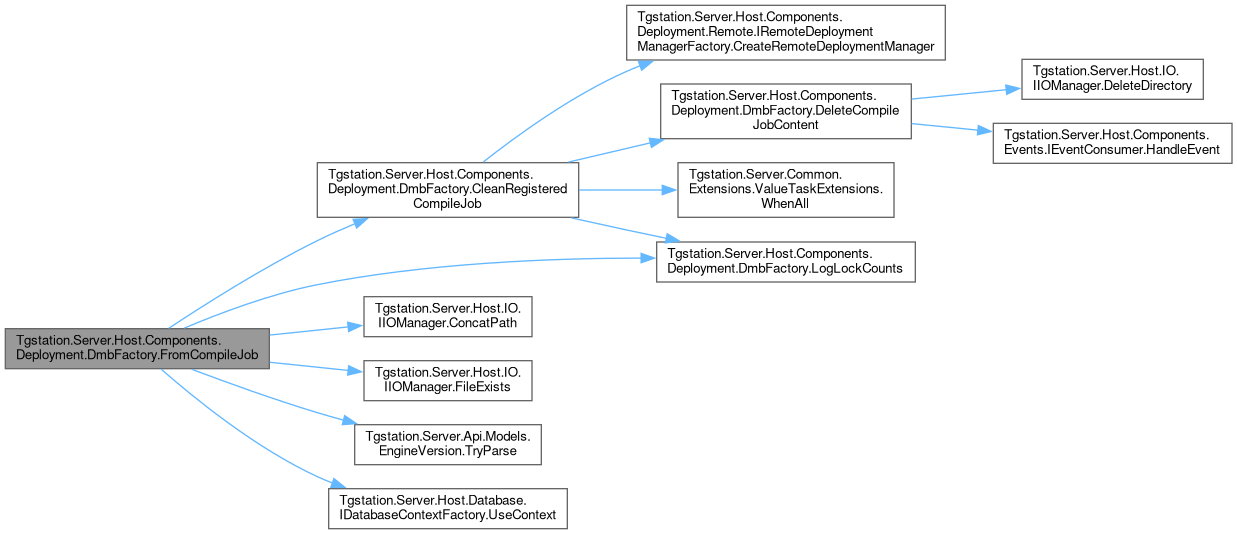 Tgstation.Server.Host.Components.
Deployment.Remote.IRemoteDeployment
ManagerFactory.CreateRemoteDeploymentManager
Tgstation.Server.Host.IO.
IIOManager.DeleteDirectory
Tgstation.Server.Host.Components.
Deployment.DmbFactory.DeleteCompile
JobContent
Tgstation.Server.Host.Components.
Events.IEventConsumer.HandleEvent
Tgstation.Server.Host.Components.
Deployment.DmbFactory.CleanRegistered
CompileJob
Tgstation.Server.Common.
Extensions.ValueTaskExtensions.
WhenAll
Tgstation.Server.Host.Components.
Deployment.DmbFactory.LogLockCounts
Tgstation.Server.Host.IO.
IIOManager.ConcatPath
Tgstation.Server.Host.Components.
Deployment.DmbFactory.FromCompileJob
Tgstation.Server.Host.IO.
IIOManager.FileExists
Tgstation.Server.Api.Models.
EngineVersion.TryParse
Tgstation.Server.Host.Database.
IDatabaseContextFactory.UseContext